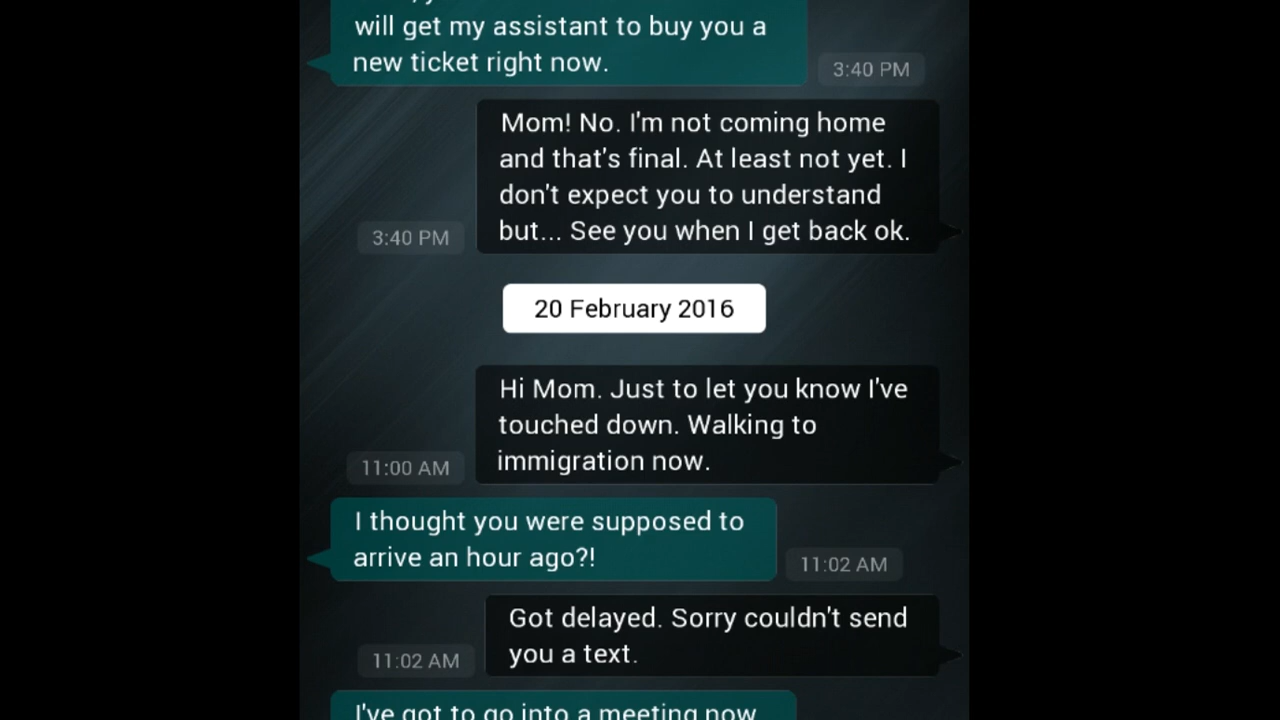 will get my assistant to buy you a
new ticket right now.
3:40 PM
Mom! No. I'm not coming home
and that's final. At least not yet. I
don't expect you to understand
but... See you when I get back ok.
3:40 PM
20 February 2016
Hi Mom. Just to let you know I've
touched down. Walking to
immigration now.
11:00 AM
I thought you were supposed to
arrive an hour ago?!
11:02 AM
Got delayed. Sorry couldn't send
you a text.
11:02 AM
I've got to go into a meeting now